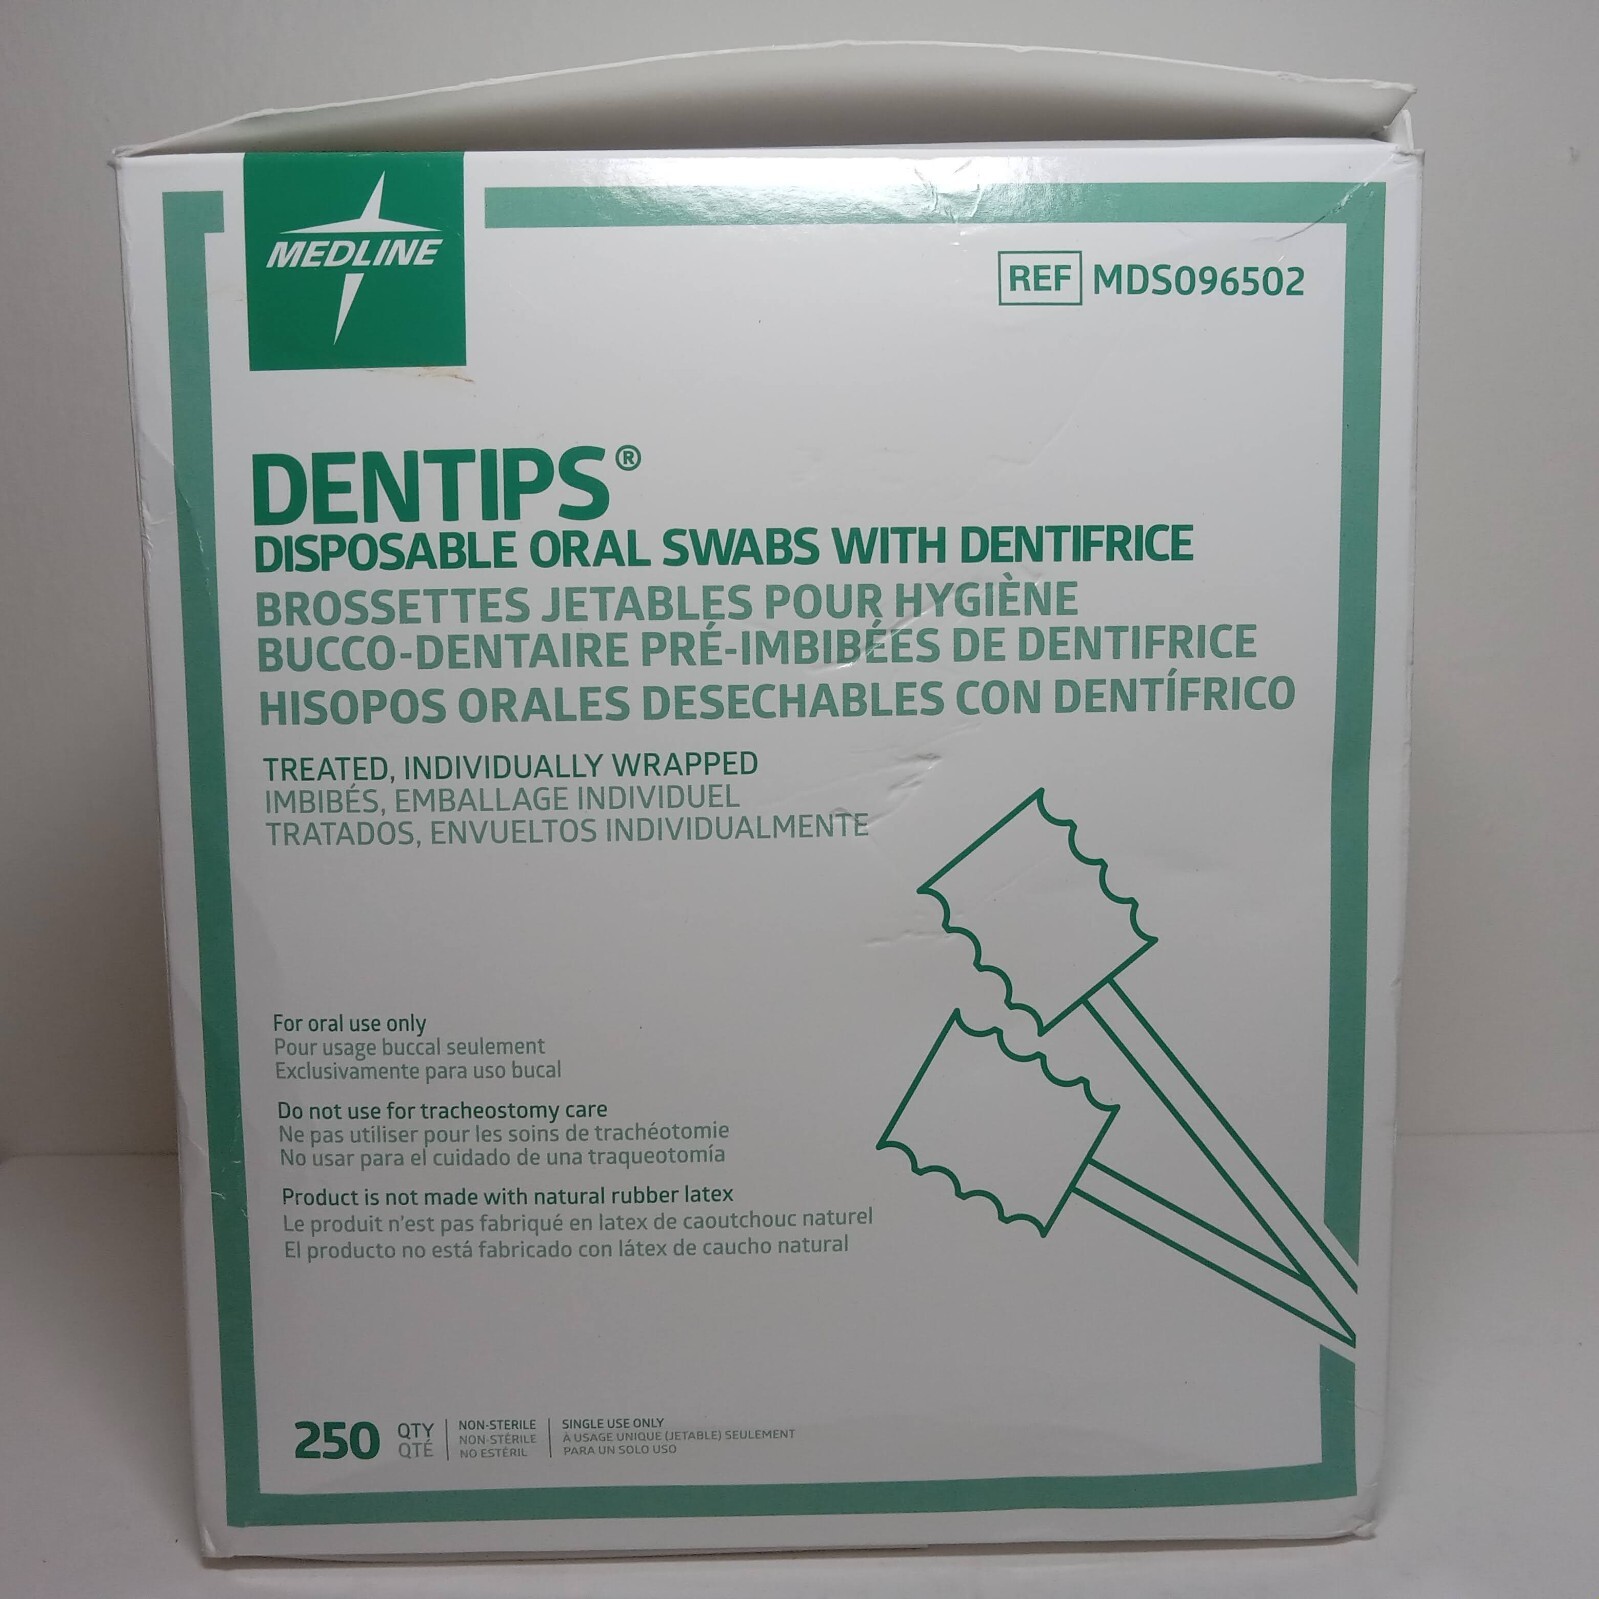 MEDLINE
REF MDS096502
DENTIPS®
DISPOSABLE ORAL SWABS WITH DENTIFRICE
BROSSETTES JETABLES POUR HYGIÈNE
BUCCO-DENTAIRE PRÉ-IMBIBÉES DE DENTIFRICE
HISOPOS ORALES DESECHABLES CON DENTÍFRICO
TREATED, INDIVIDUALLY WRAPPED
IMBIBÉS, EMBALLAGE INDIVIDUEL
TRATADOS, ENVUELTOS INDIVIDUALMENTE
For oral use only
Pour usage buccal seulement
Exclusivamente para uso bucal
Do not use for tracheostomy care
Ne pas utiliser pour les soins de trachéotomie
No usar para el cuidado de una traqueotomía
Product is not made with natural rubber latex
Le produit n'est pas fabriqué en latex de caoutchouc naturel
El producto no está fabricado con látex de caucho natural
250
QTY
QTÉ
NON-STERILE
NON-STÉRILE
NO ESTÉRIL
SINGLE USE ONLY
À USAGE UNIQUE (JETABLE) SEULEMENT
PARA UN SOLO USO